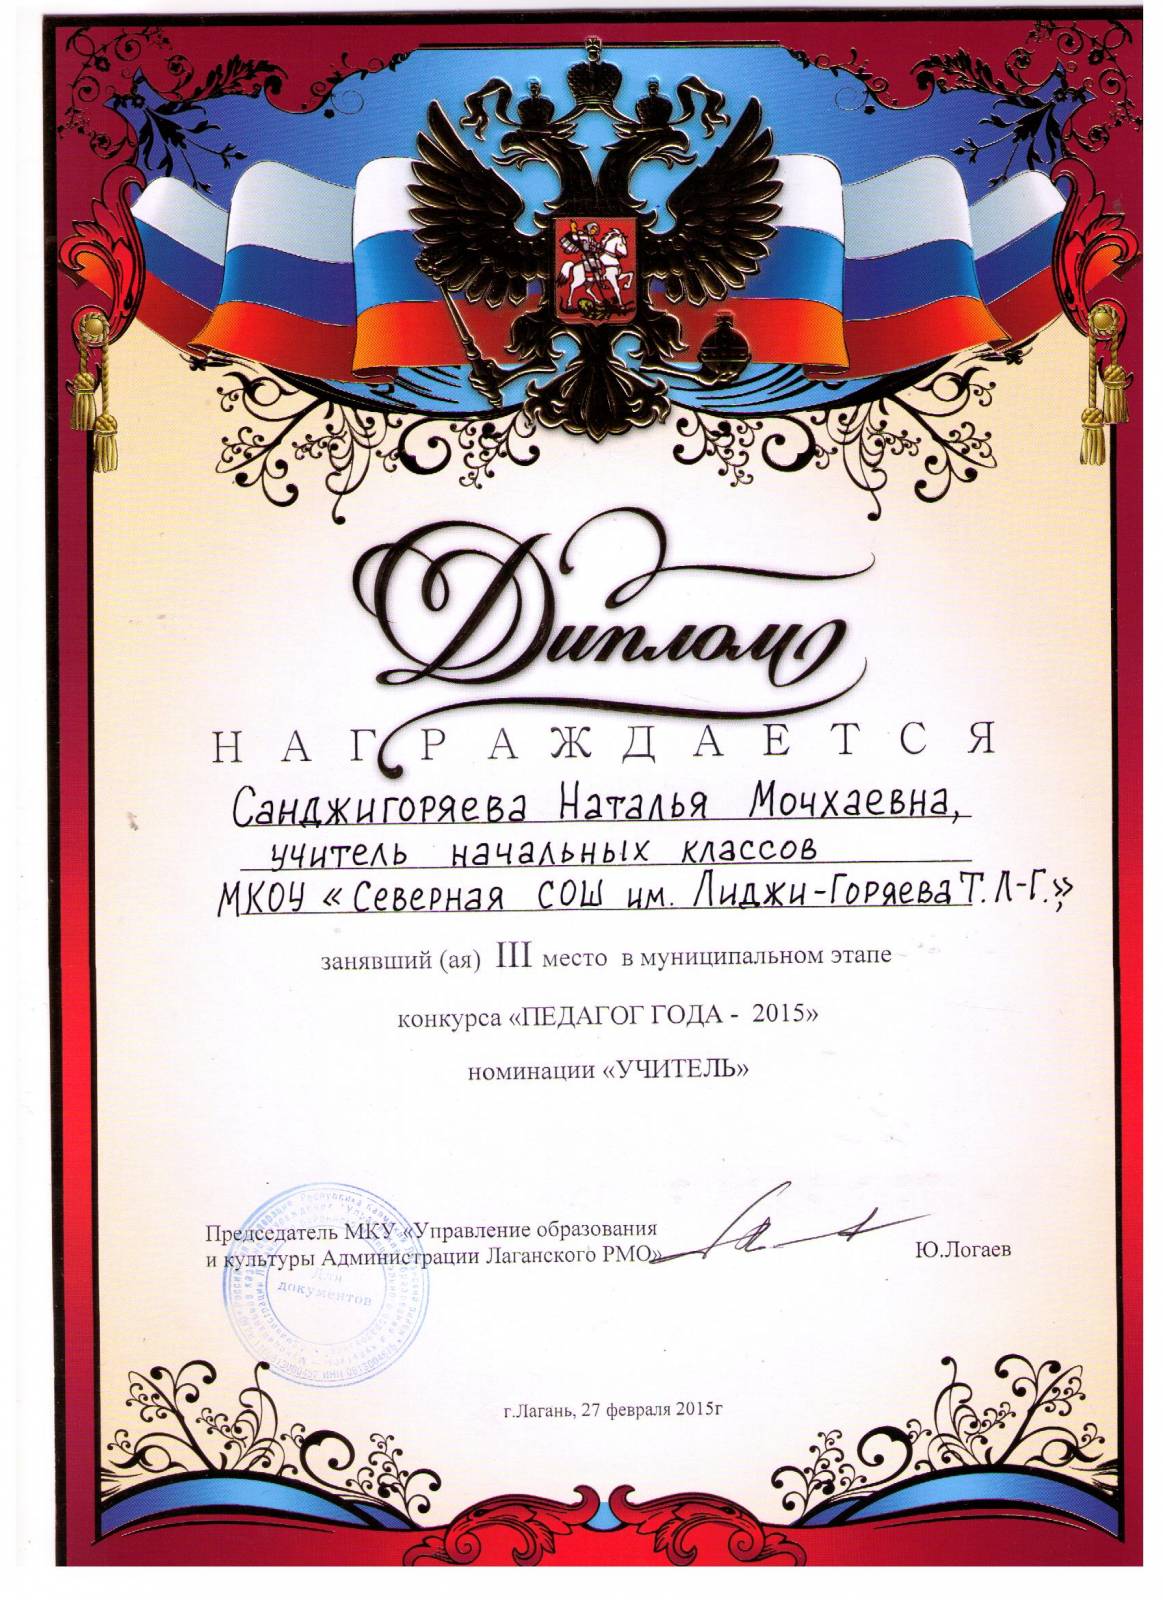 Диплом
НАГРАЖДАЕТСЯ
Санджигоряева Наталья Мочхаевна,
учитель начальных классов
МКОУ «Северная СОШ им. Лиджи-Горяева Т.Л-Г.»,
занявший (ая) III место в муниципальном этапе
конкурса «ПЕДАГОГ ГОДА - 2015»
номинации «УЧИТЕЛЬ»
Председатель МКУ «Управление образования
и культуры Администрации Лаганского РМО»
Ю.Логаев
Для
документов
г.Лагань, 27 февраля 2015г